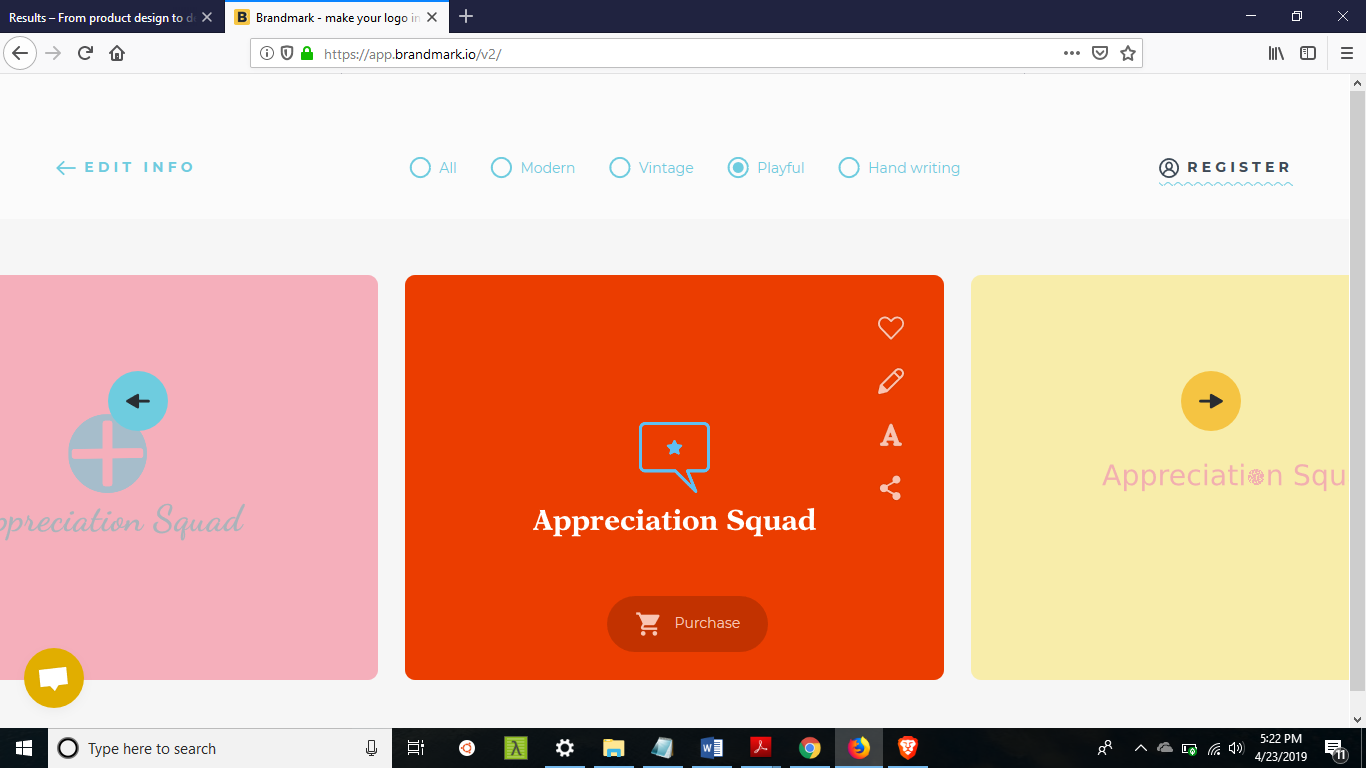 Results – From product design to d
Brandmark - make your logo in
https://app.brandmark.io/v2/
EDIT INFO
All
Modern
Vintage
Playful
Hand writing
REGISTER
ppreciation Squad
Appreciation Squad
Appreciation Squ
Purchase
Type here to search
5:22 PM
4/23/2019
11